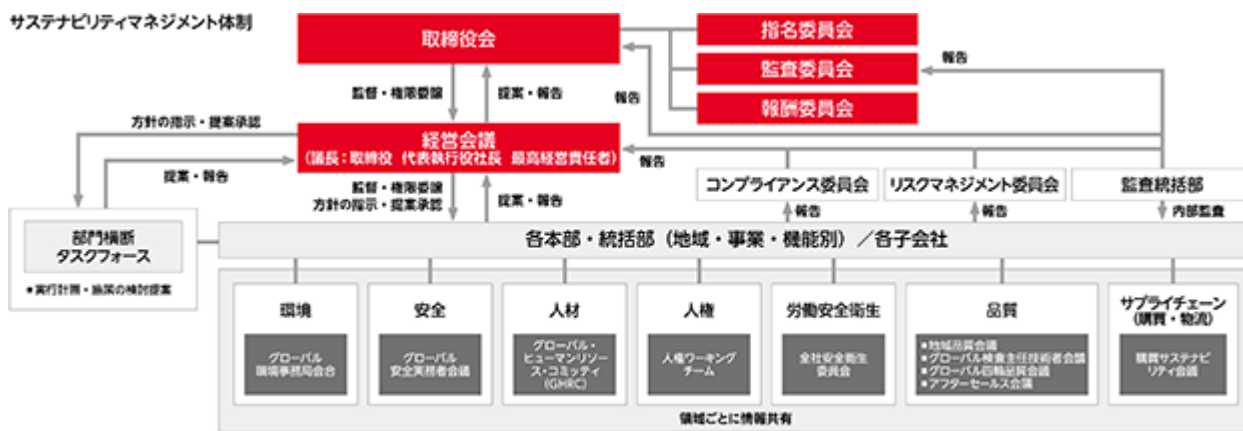 サステナビリティマネジメント体制
取締役会
指名委員会
監査委員会
報酬委員会
報告
監督・権限委譲
提案・報告
報告
方針の指示・提案承認
経営会議
(議長:取締役 代表執行役社長 最高経営責任者)
報告
提案・報告
監督・権限委譲
方針の指示・提案承認
提案・報告
コンプライアンス委員会
リスクマネジメント委員会
監査統括部
報告
報告
内部監査
部門横断
タスクフォース
■実行計画・施策の検討提案
各本部・統括部(地域・事業・機能別)/各子会社
環境
グローバル
環境事務局会合
安全
グローバル
安全実務者会議
人材
グローバル・
ヒューマンリソー
ス・コミッティ
(GHRC)
人権
人権ワーキング
チーム
労働安全衛生
全社安全衛生
委員会
品質
■地域品質会議
■グローバル検査主任技術者会議
■グローバル四輪品質会議
■アフターセールス会議
サプライチェーン
(購買・物流)
購買サステナビ
リティ会議
領域ごとに情報共有